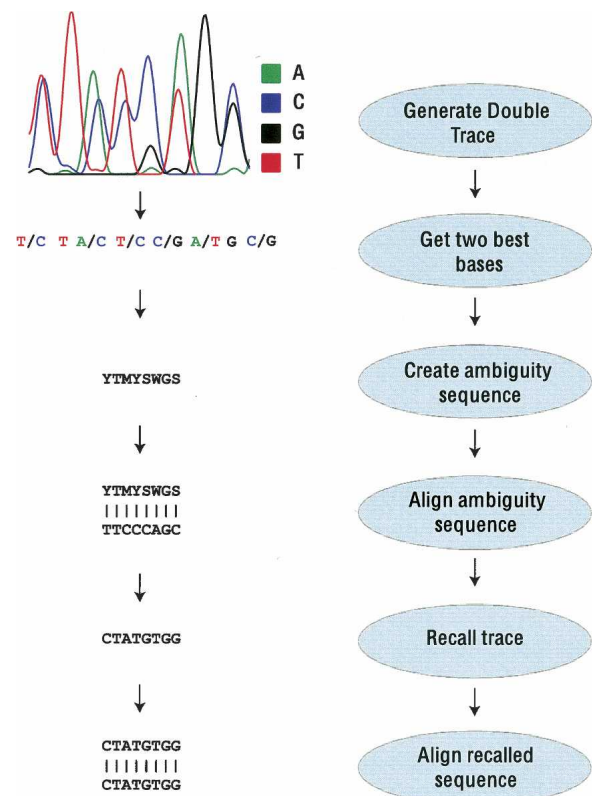 A
C
G
T
Generate Double
Trace
T/C T A/C T/CC/G A/T G C/G
Get two best
bases
YTMYSWGS
Create ambiguity
sequence
YTMYSWGS
||||||||
TTCCCAGC
Align ambiguity
sequence
CTATGTGG
Recall trace
CTATGTGG
||||||||
CTATGTGG
Align recalled
sequence